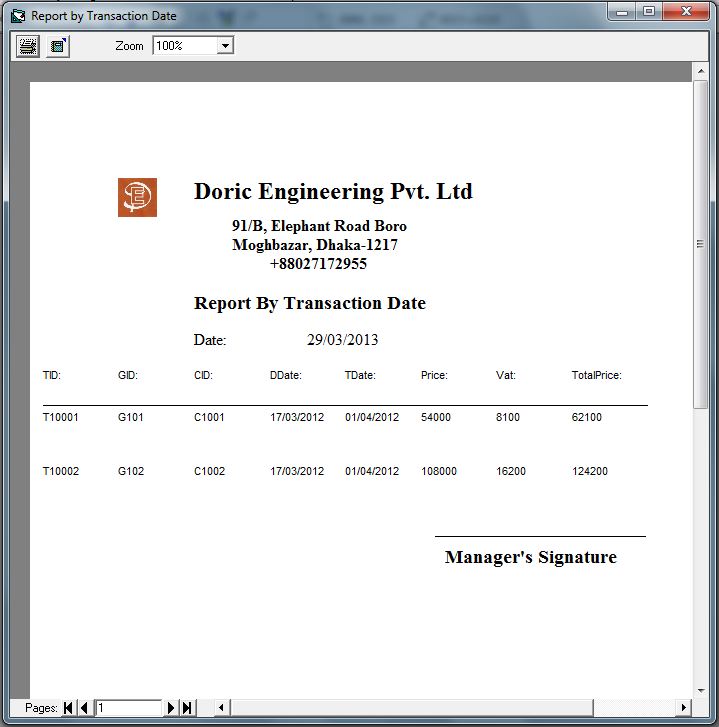 Report by Transaction Date
Zoom 100%
Doric Engineering Pvt. Ltd
91/B, Elephant Road Boro
Moghbazar, Dhaka-1217
+88027172955
Report By Transaction Date
Date: 29/03/2013
TID: GID: CID: DDate: TDate: Price: Vat: TotalPrice:
T10001 G101 C1001 17/03/2012 01/04/2012 54000 8100 62100
T10002 G102 C1002 17/03/2012 01/04/2012 108000 16200 124200
Manager's Signature
Pages: 1